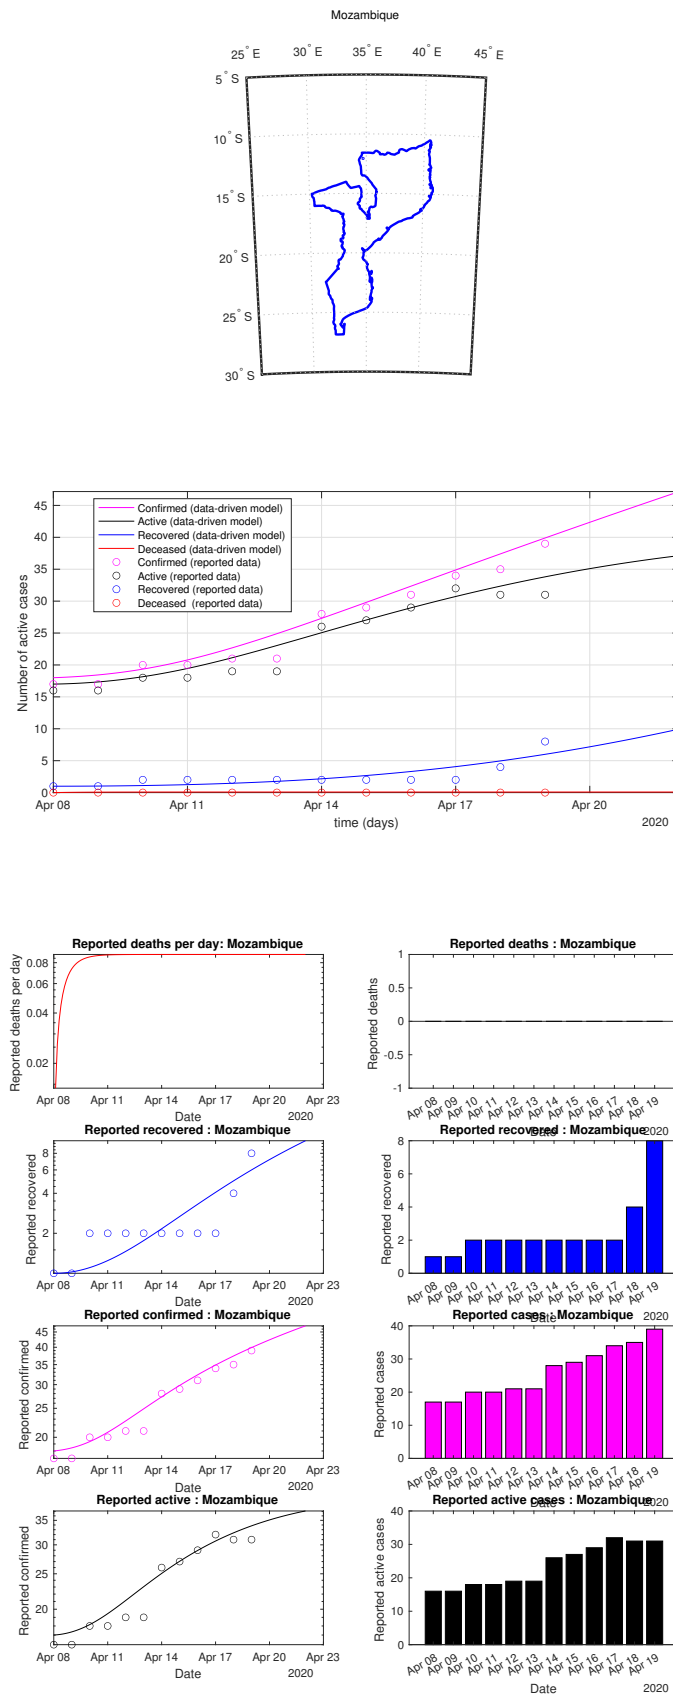 Mozambique
25° E 30° E 35° E 40° E 45° E
5° S
10° S
15° S
20° S
25° S
30° S
Number of active cases
45
40
35
30
25
20
15
10
5
0
Confirmed (data-driven model)
Active (data-driven model)
Recovered (data-driven model)
Deceased (data-driven model)
Confirmed (reported data)
Active (reported data)
Recovered (reported data)
Deceased (reported data)
Apr 08 Apr 11 Apr 14 Apr 17 Apr 20
time (days)
2020
Reported deaths per day: Mozambique
Reported deaths per day
0.08
0.06
0.04
0.02
Apr 08 Apr 11 Apr 14 Apr 17 Apr 20 Apr 23
Date
2020
Reported deaths : Mozambique
Reported deaths
1
0.5
0
-0.5
-1
Apr 08 Apr 09 Apr 10 Apr 11 Apr 12 Apr 13 Apr 14 Apr 15 Apr 16 Apr 17 Apr 18 Apr 19
Date
2020
Reported recovered : Mozambique
Reported recovered
8
6
4
2
Apr 08 Apr 11 Apr 14 Apr 17 Apr 20 Apr 23
Date
2020
Reported recovered : Mozambique
Reported recovered
8
6
4
2
0
Apr 08 Apr 09 Apr 10 Apr 11 Apr 12 Apr 13 Apr 14 Apr 15 Apr 16 Apr 17 Apr 18 Apr 19
Date
2020
Reported confirmed : Mozambique
Reported confirmed
45
40
35
30
25
20
Apr 08 Apr 11 Apr 14 Apr 17 Apr 20 Apr 23
Date
2020
Reported cases : Mozambique
Reported cases
40
30
20
10
0
Apr 08 Apr 09 Apr 10 Apr 11 Apr 12 Apr 13 Apr 14 Apr 15 Apr 16 Apr 17 Apr 18 Apr 19
Date
2020
Reported active : Mozambique
Reported confirmed
35
30
25
20
Apr 08 Apr 11 Apr 14 Apr 17 Apr 20 Apr 23
Date
2020
Reported active cases : Mozambique
Reported active cases
40
30
20
10
0
Apr 08 Apr 09 Apr 10 Apr 11 Apr 12 Apr 13 Apr 14 Apr 15 Apr 16 Apr 17 Apr 18 Apr 19
Date
2020